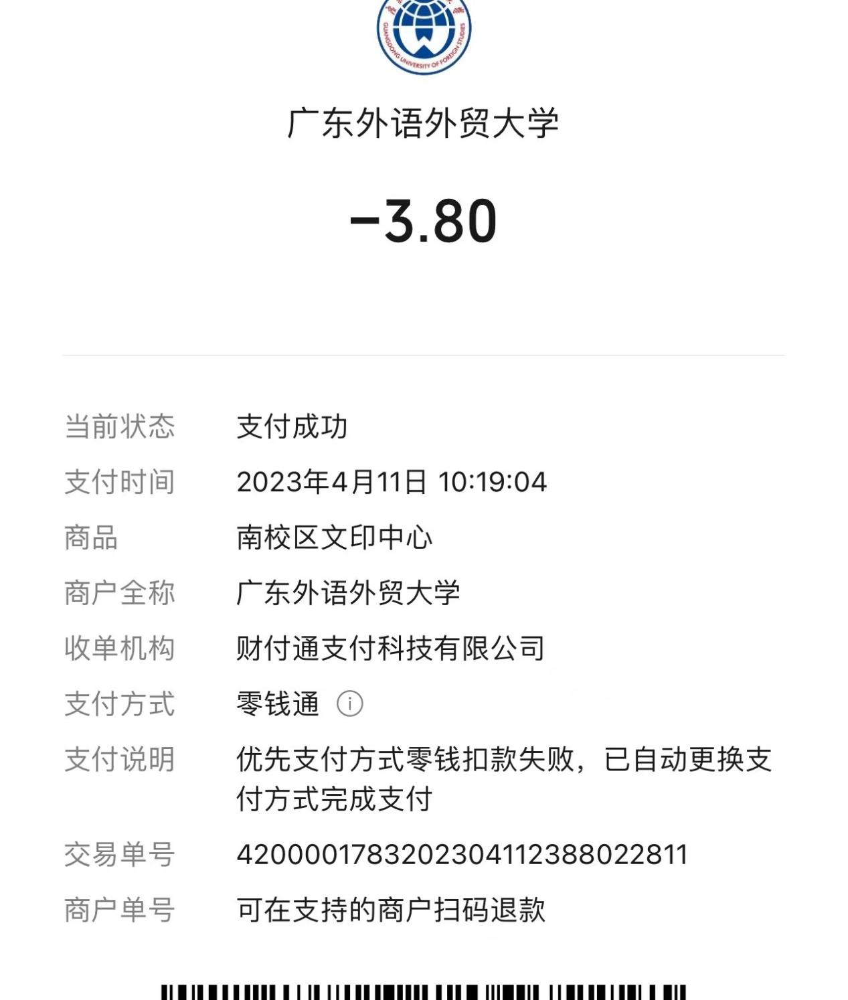 GUANGDONG UNIVERSITY OF FOREIGN STUDIES
广东外语外贸大学
-3.80
当前状态 支付成功
支付时间 2023年4月11日 10:19:04
商品 南校区文印中心
商户全称 广东外语外贸大学
收单机构 财付通支付科技有限公司
支付方式 零钱通
支付说明 优先支付方式零钱扣款失败，已自动更换支
付方式完成支付
交易单号 4200001783202304112388022811
商户单号 可在支持的商户扫码退款